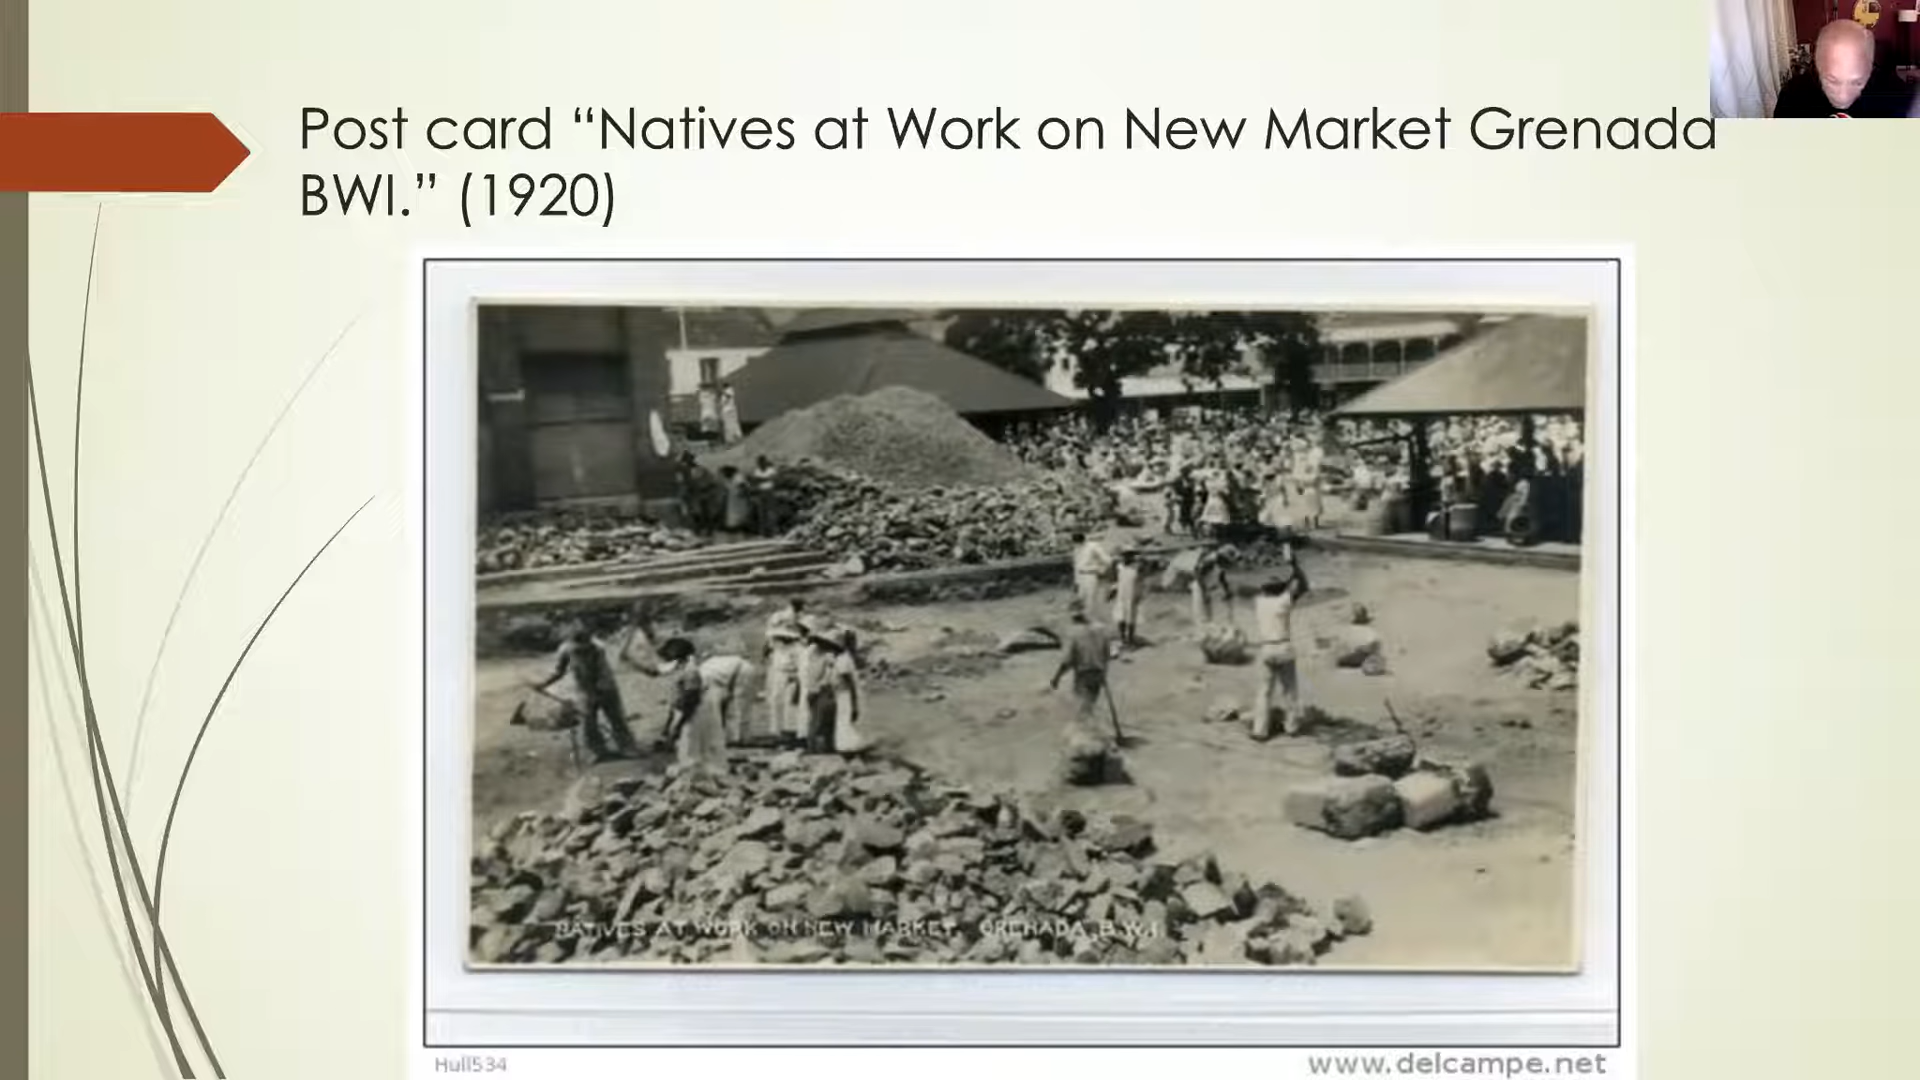 Post card “Natives at Work on New Market Grenada
BWI.” (1920)
NATIVES AT WORK ON NEW MARKET. GRENADA, B.W.I.
Hull534
www.delcampe.net